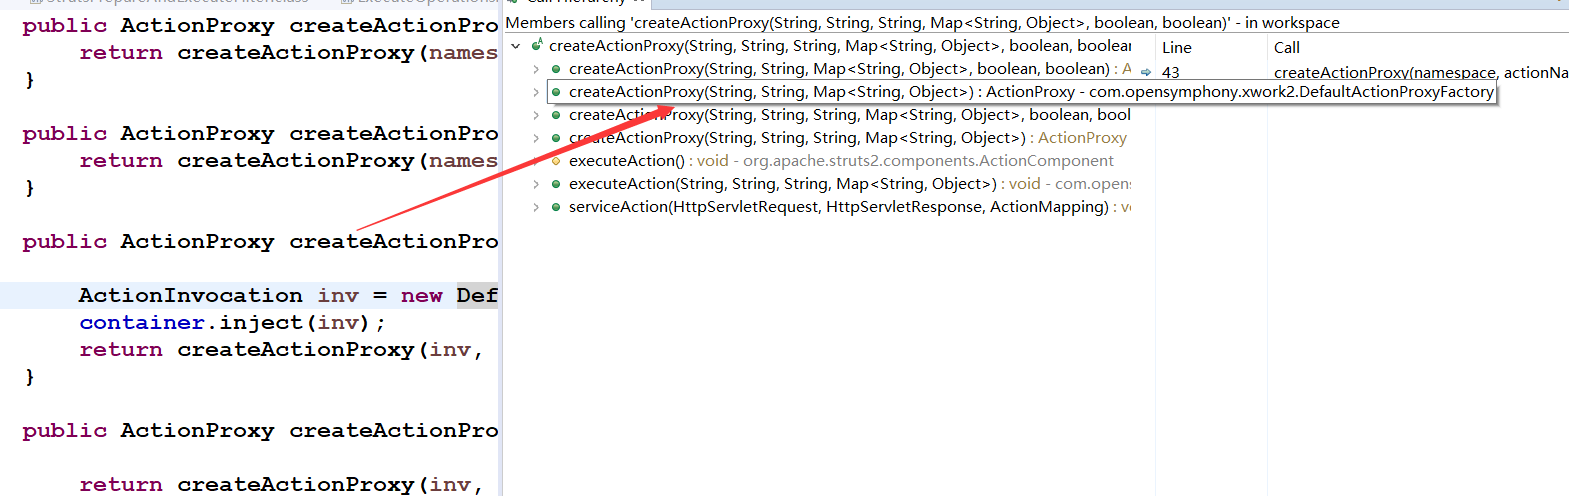 public ActionProxy createActionPro
return createActionProxy(names
}
public ActionProxy createActionPro
return createActionProxy(names
}
public ActionProxy createActionPro
ActionInvocation inv = new Def
container.inject(inv);
return createActionProxy(inv,
}
public ActionProxy createActionPro
return createActionProxy(inv,
Members calling 'createActionProxy(String, String, String, Map<String, Object>, boolean, boolean)' - in workspace
createActionProxy(String, String, String, Map<String, Object>, boolean, boolear
createActionProxy(String, String, Map<String, Object>, boolean, boolean) : A
createActionProxy(String, String, Map<String, Object>) : ActionProxy - com.opensymphony.xwork2.DefaultActionProxyFactory
createActionProxy(String, String, String, Map<String, Object>, boolean, bool
createActionProxy(String, String, String, Map<String, Object>) : ActionProxy
executeAction() : void - org.apache.struts2.components.ActionComponent
executeAction(String, String, String, Map<String, Object>) : void - com.opens
serviceAction(HttpServletRequest, HttpServletResponse, ActionMapping) : vo
Line Call
43 createActionProxy(namespace, actionNa